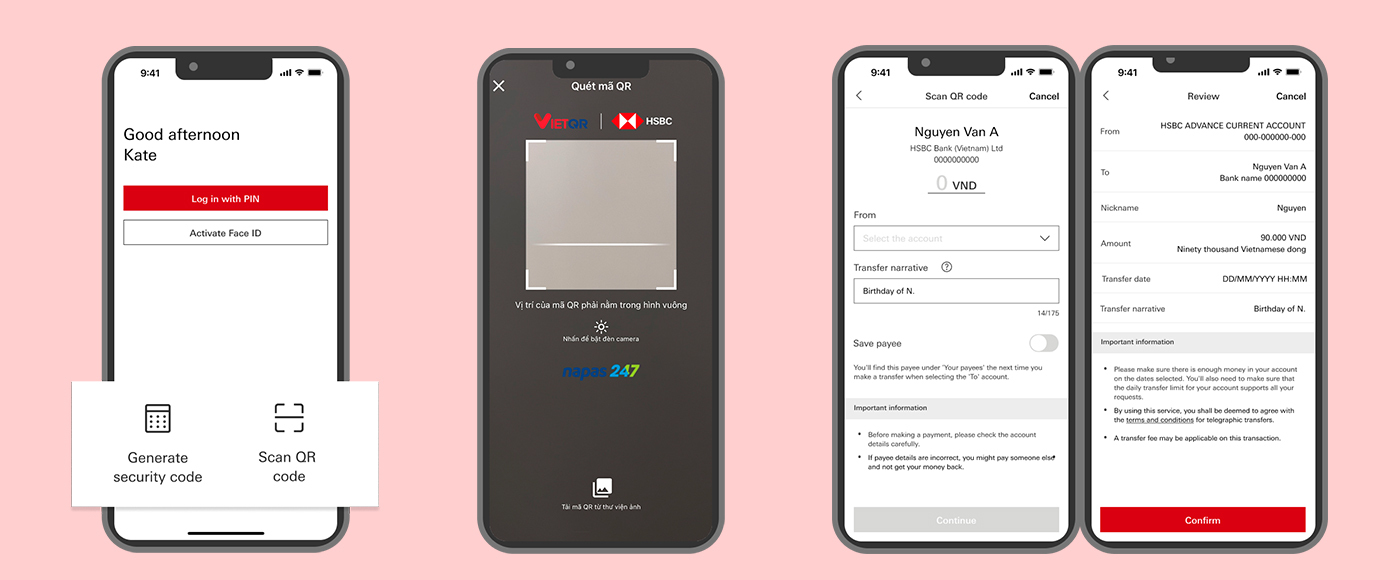 9:41
Good afternoon
Kate
Log in with PIN
Activate Face ID
Generate
security code
Scan QR
code
Quét mã QR
VIETQR
HSBC
Vị trí của mã QR phải nằm trong hình vuông
Nhấn để bật đèn camera
napas 247
Tải mã QR từ thư viện ảnh
9:41
Scan QR code
Cancel
Nguyen Van A
HSBC Bank (Vietnam) Ltd
0000000000
0 VND
From
Select the account
Transfer narrative ?
Birthday of N.
14/175
Save payee
You'll find this payee under 'Your payees' the next time you
make a transfer when selecting the 'To' account.
Important information
• Before making a payment, please check the account
details carefully.
• If payee details are incorrect, you might pay someone else
and not get your money back.
Continue
9:41
Review
Cancel
From
HSBC ADVANCE CURRENT ACCOUNT
000-000000-000
To
Nguyen Van A
Bank name 000000000
Nickname
Nguyen
Amount
90.000 VND
Ninety thousand Vietnamese dong
Transfer date
DD/MM/YYYY HH:MM
Transfer narrative
Birthday of N.
Important information
• Please make sure there is enough money in your account
on the dates selected. You'll also need to make sure that
the daily transfer limit for your account supports all your
requests.
• By using this service, you shall be deemed to agree with
the terms and conditions for telegraphic transfers.
• A transfer fee may be applicable on this transaction.
Confirm